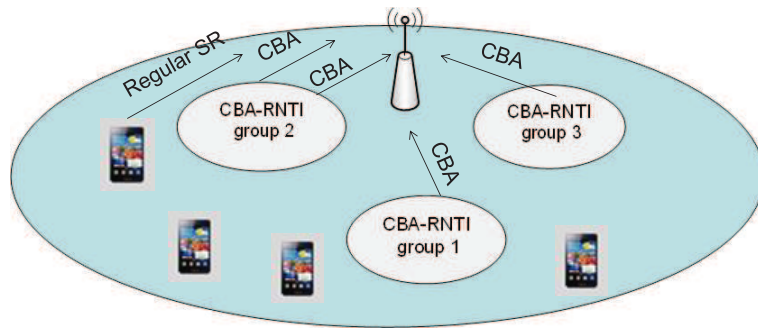 Regular SR
CBA
CBA
CBA
CBA-RNTI
group 2
CBA-RNTI
group 3
CBA
CBA-RNTI
group 1